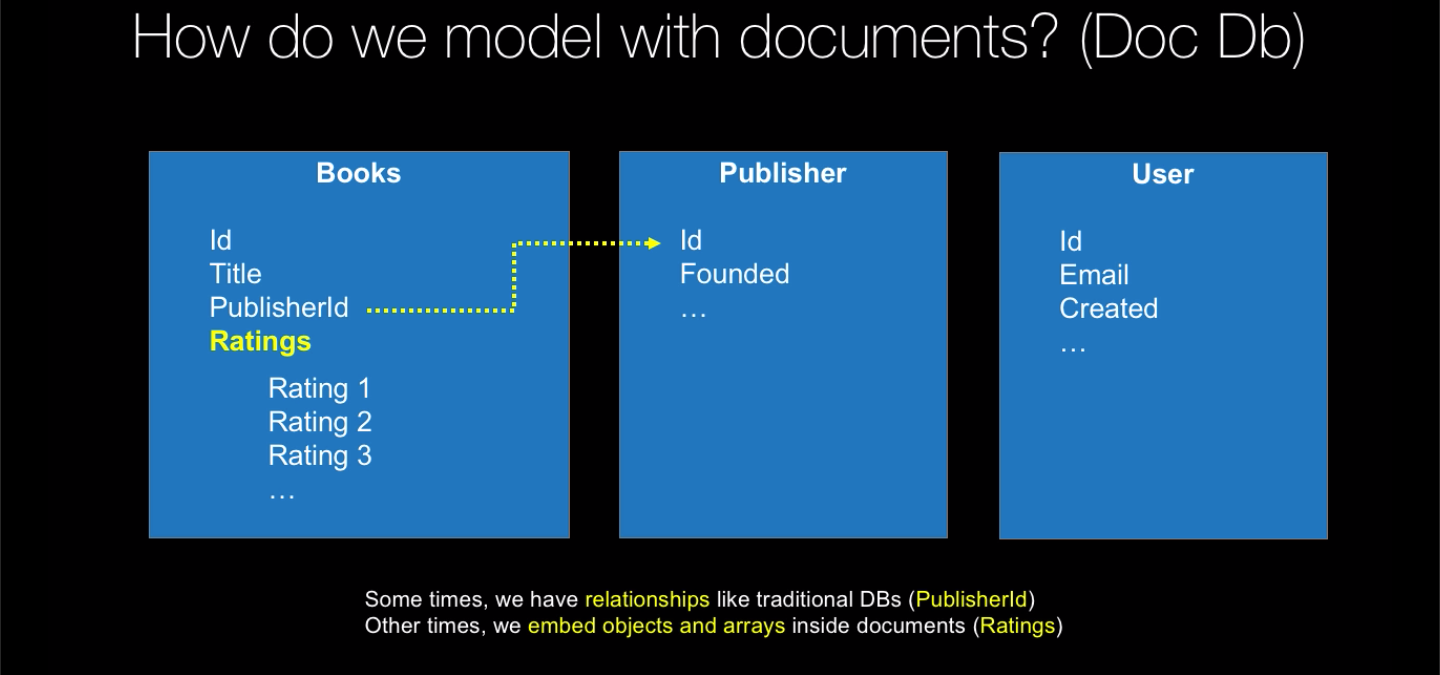 How do we model with documents? (Doc Db)
Books
Id
Title
PublisherId
Ratings
Rating 1
Rating 2
Rating 3
…
Publisher
Id
Founded
…
User
Id
Email
Created
…
Some times, we have relationships like traditional DBs (PublisherId)
Other times, we embed objects and arrays inside documents (Ratings)